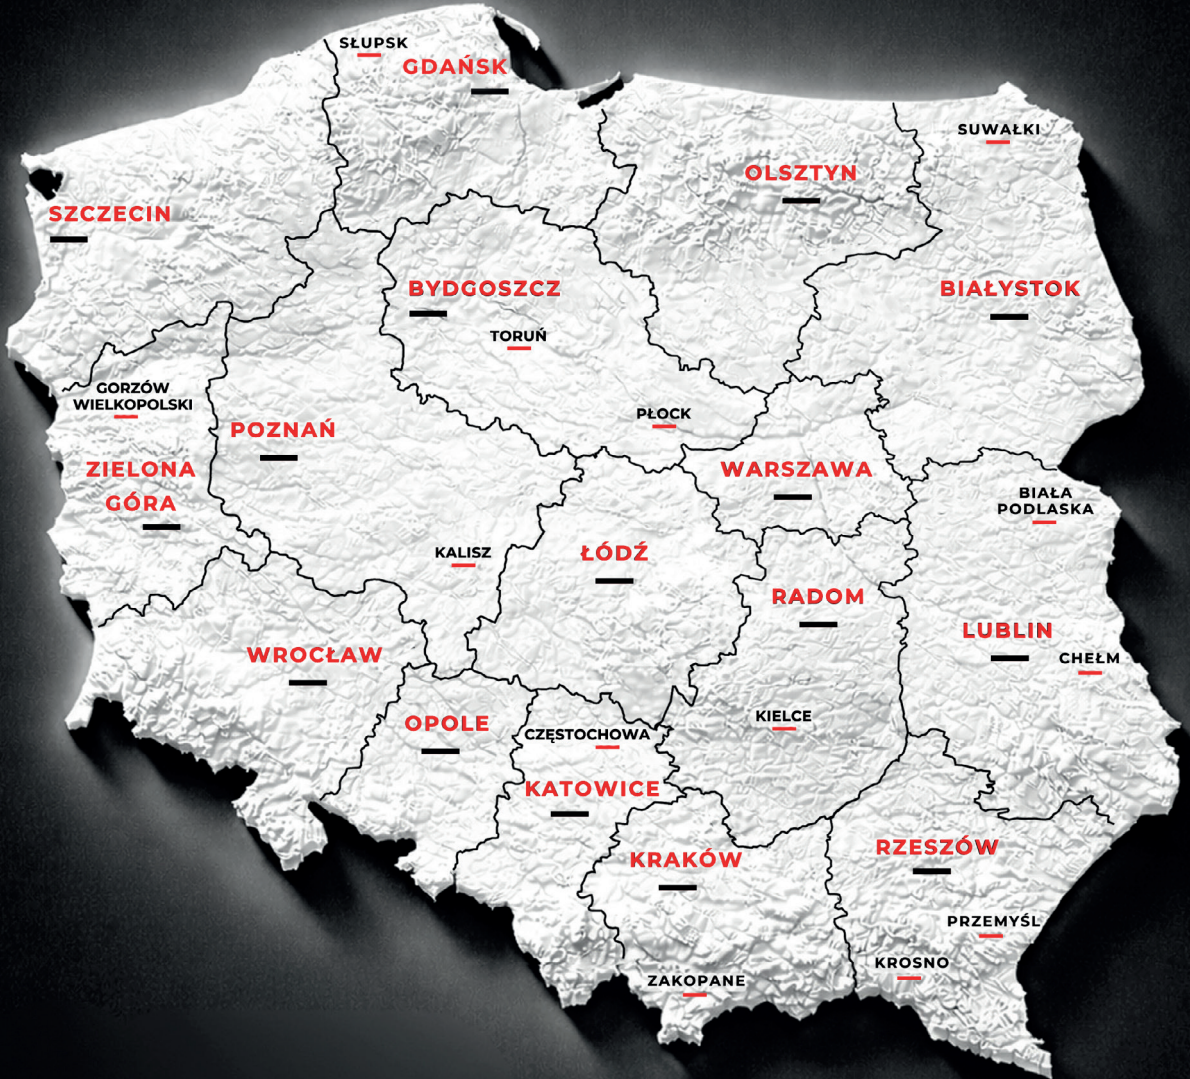 SŁUPSK
GDAŃSK
SUWAŁKI
OLSZTYN
SZCZECIN
BYDGOSZCZ
BIAŁYSTOK
TORUŃ
GORZÓW
WIELKOPOLSKI
PŁOCK
POZNAŃ
ZIELONA
GÓRA
WARSZAWA
BIAŁA
PODLASKA
KALISZ
ŁÓDŹ
RADOM
LUBLIN
WROCŁAW
CHEŁM
OPOLE
KIELCE
CZĘSTOCHOWA
KATOWICE
KRAKÓW
RZESZÓW
PRZEMYŚL
KROSNO
ZAKOPANE